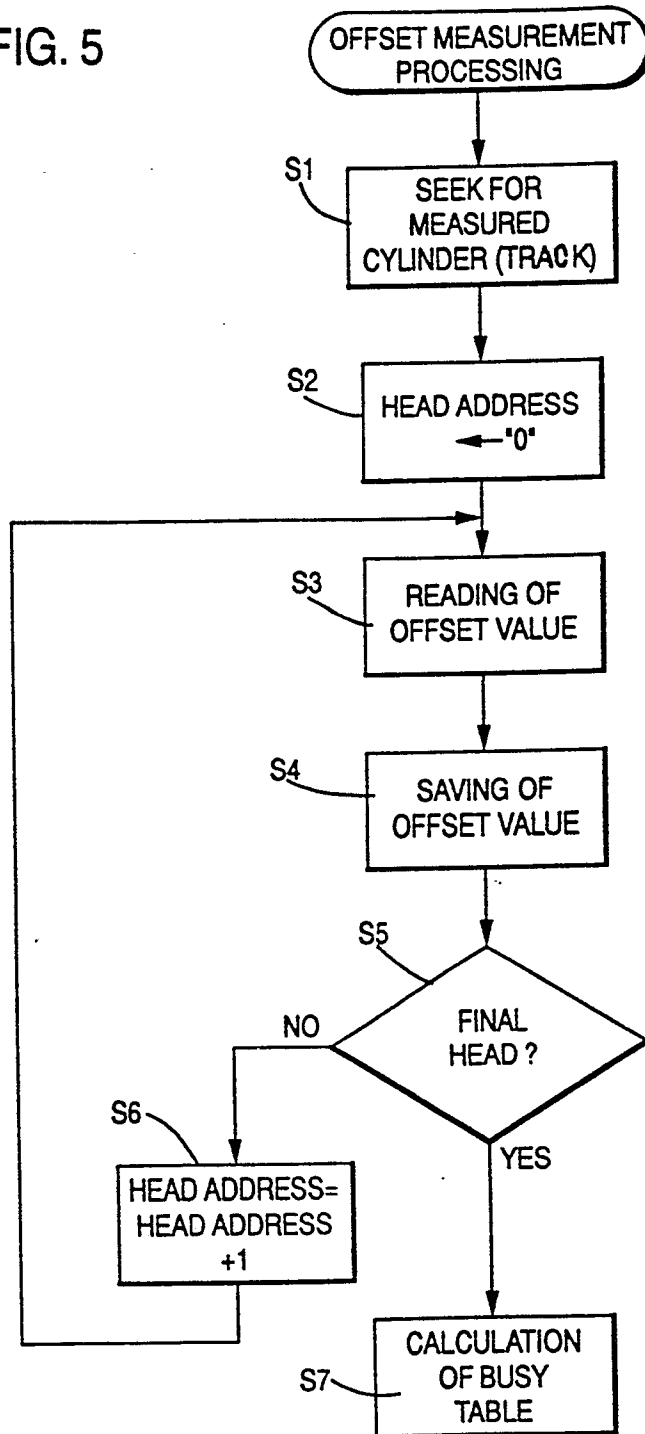 FIG. 5
OFFSET MEASUREMENT
PROCESSING
S1
SEEK FOR
MEASURED
CYLINDER (TRACK)
S2
HEAD ADDRESS
←"0"
S3
READING OF
OFFSET VALUE
S4
SAVING OF
OFFSET VALUE
S5
FINAL
HEAD ?
NO
YES
S6
HEAD ADDRESS=
HEAD ADDRESS
+1
S7
CALCULATION
OF BUSY
TABLE